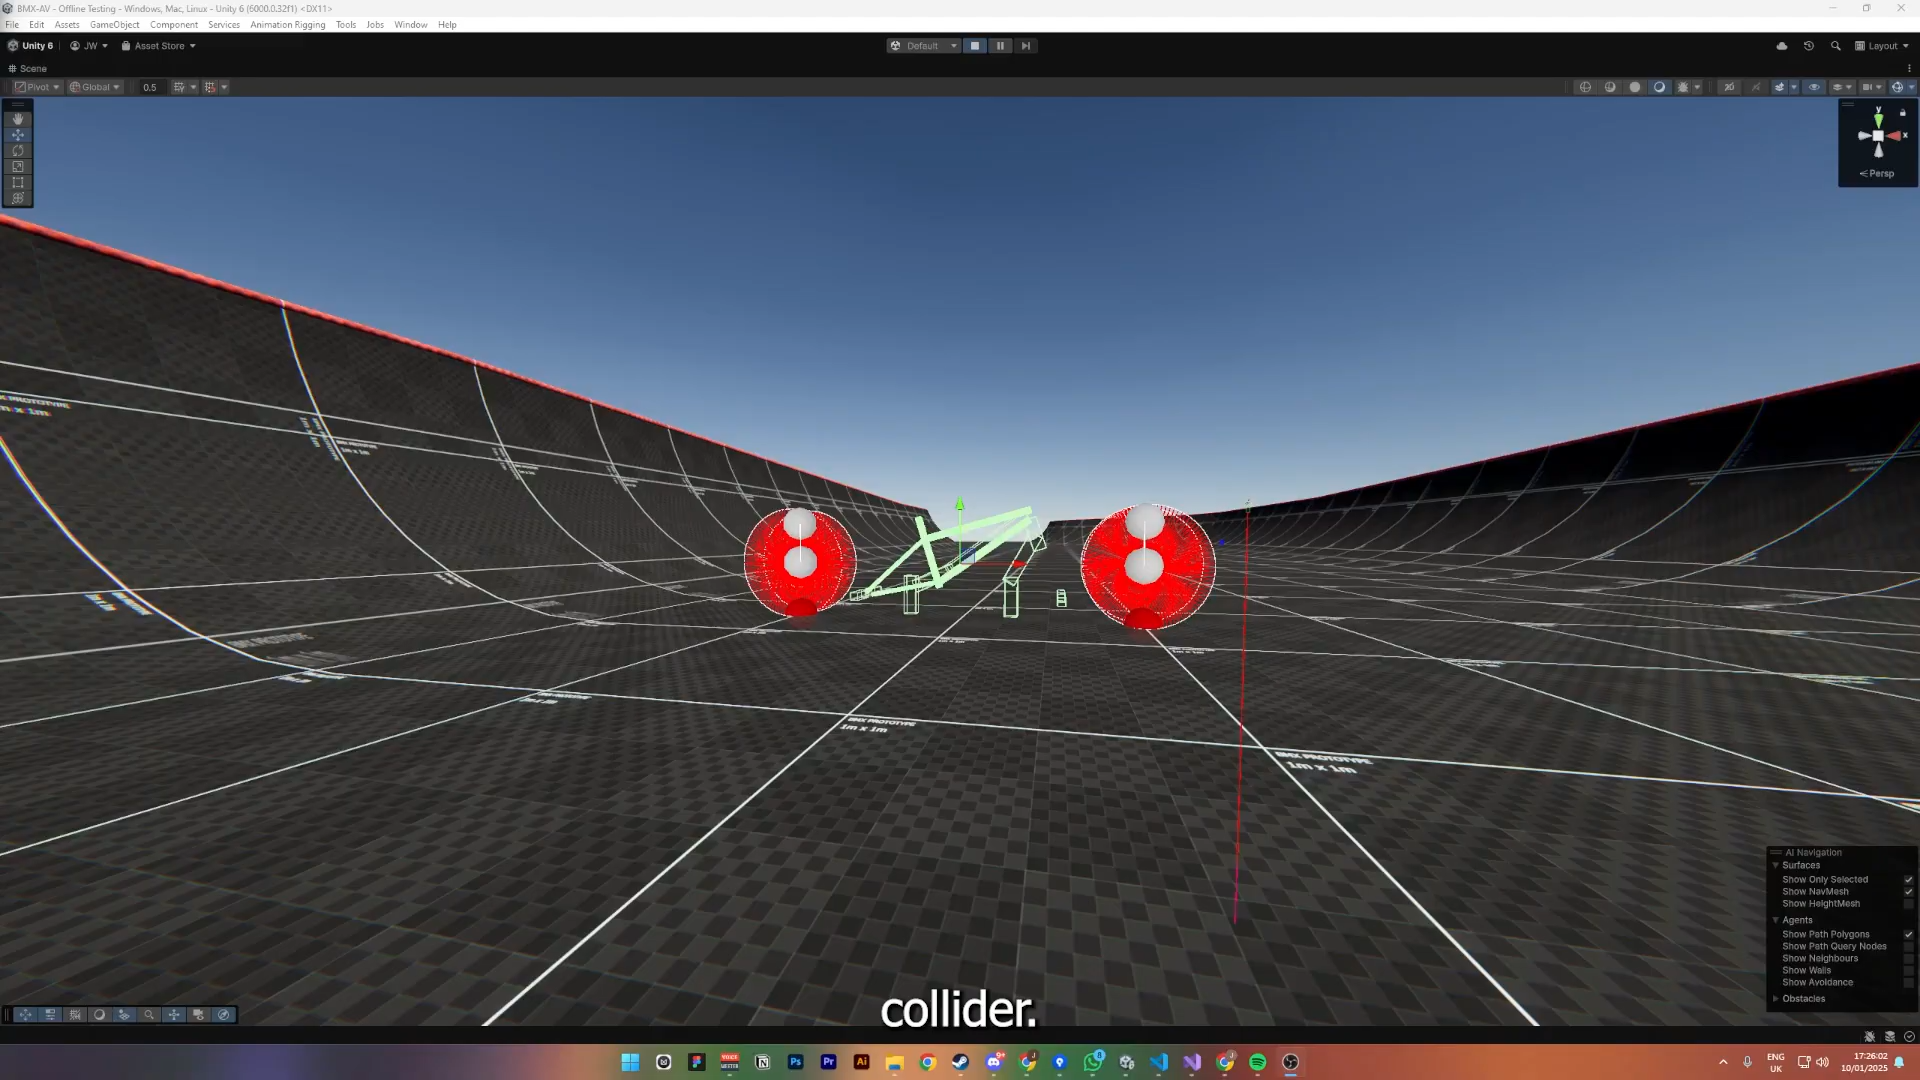 BMX-AV - Offline Testing - Windows, Mac, Linux - Unity 6 (6000.0.32f1) <DX11>
File Edit Assets GameObject Component Services Animation Rigging Tools Jobs Window Help
Unity 6 JW Asset Store Default Layout
Scene
Pivot Global 0.5
y
x
Persp
BMX PROTOTYPE
1m x 1m
BMX PROTOTYPE
1m x 1m
AI Navigation
Surfaces
Show Only Selected
Show NavMesh
Show HeightMesh
Agents
Show Path Polygons
Show Path Query Nodes
Show Neighbours
Show Walls
Show Avoidance
Obstacles
collider.
ENG
UK
17:26:02
10/01/2025